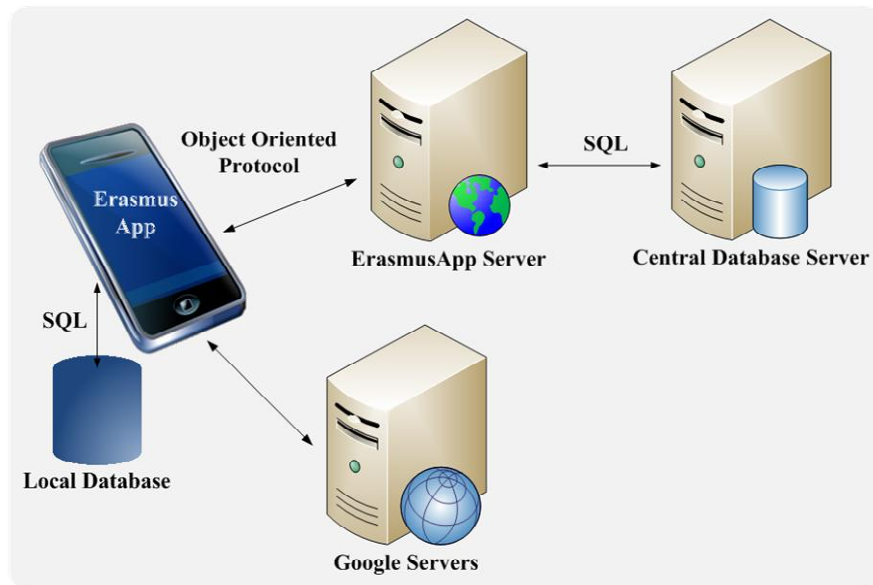 Object Oriented
Protocol
SQL
Erasmus
App
ErasmusApp Server
Central Database Server
SQL
Local Database
Google Servers